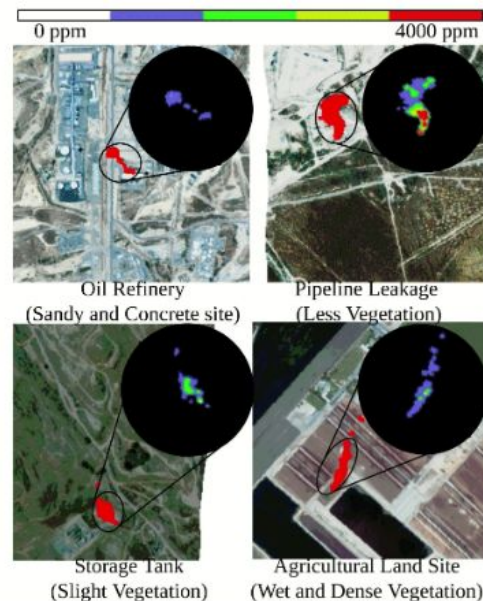 0 ppm 4000 ppm
Oil Refinery
(Sandy and Concrete site)
Pipeline Leakage
(Less Vegetation)
Storage Tank
(Slight Vegetation)
Agricultural Land Site
(Wet and Dense Vegetation)